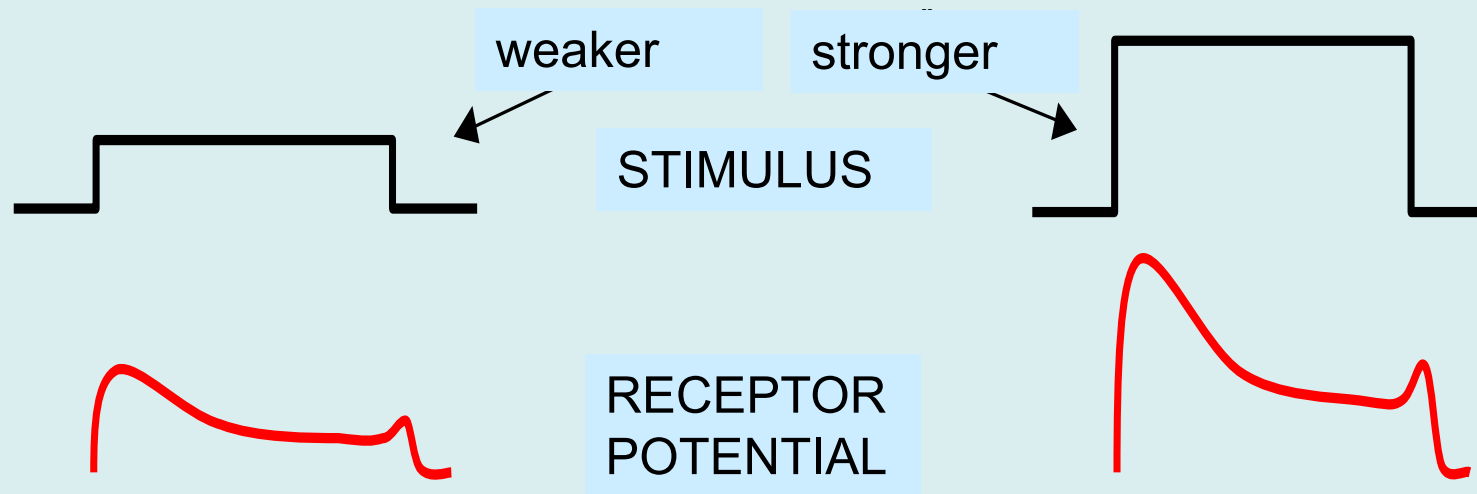 weaker
stronger
STIMULUS
RECEPTOR
POTENTIAL